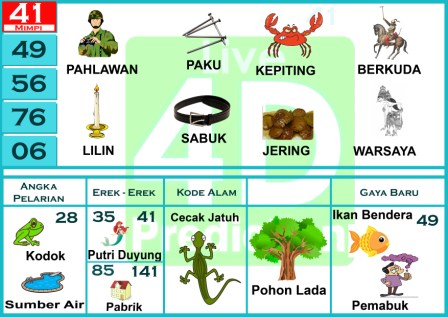 41
MIMPI
49
56
76
06
PAHLAWAN
PAKU
KEPITING
BERKUDA
LILIN
SABUK
JERING
WARSAYA
Live
4D
Prediction
ANGKA PELARIAN
EREK - EREK
KODE ALAM
GAYA BARU
28
Kodok
Sumber Air
35 41
Putri Duyung
85 141
Pabrik
Cecak Jatuh
Pohon Lada
Ikan Bendera
49
Pemabuk